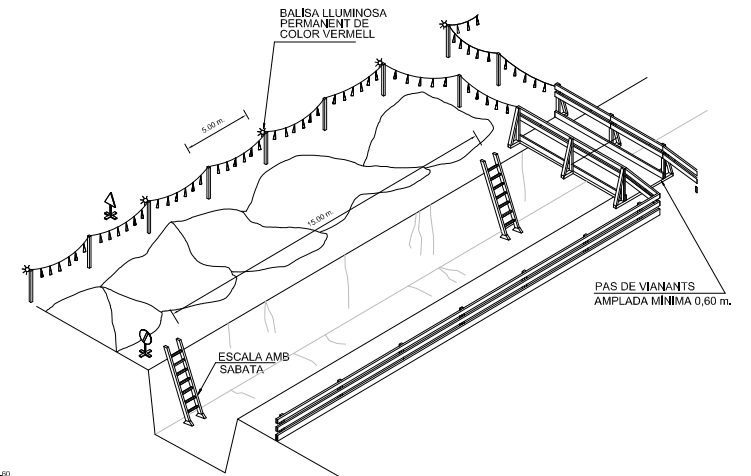 BALISA LLUMINOSA
PERMANENT DE
COLOR VERMELL
5.00 m.
15.00 m.
PAS DE VIANANTS
AMPLADA MÍNIMA 0,60 m.
ESCALA AMB
SABATA
-60